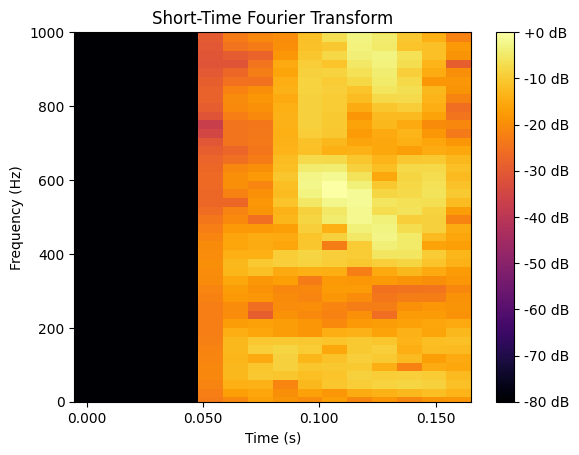 Short-Time Fourier Transform
1000
800
600
400
200
0
Frequency (Hz)
0.000
0.050
0.100
0.150
Time (s)
+0 dB
-10 dB
-20 dB
-30 dB
-40 dB
-50 dB
-60 dB
-70 dB
-80 dB